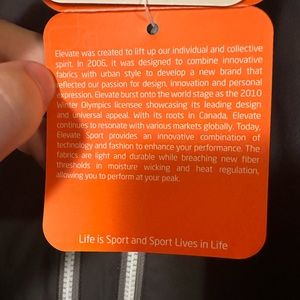 Elevate was created to lift up our individual and collective
spirit. In 2006, it was designed to combine innovative
fabrics with urban style to develop a new brand that
reflected our passion for design, innovation and personal
expression. Elevate burst onto the world stage as the 2010
Winter Olympics licensee showcasing its leading design
and universal appeal. With its roots in Canada, Elevate
continues to resonate with various markets globally. Today,
Elevate Sport provides an innovative combination of
technology and fashion to enhance your performance. The
fabrics are light and durable while breaching new fiber
thresholds in moisture wicking and heat regulation,
allowing you to perform at your peak.
Life is Sport and Sport Lives in Life